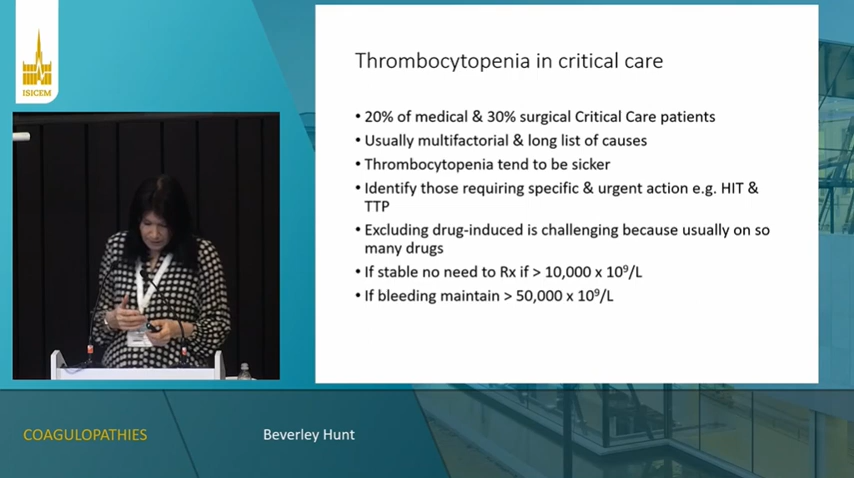 ISICEM
Thrombocytopenia in critical care
• 20% of medical & 30% surgical Critical Care patients
• Usually multifactorial & long list of causes
• Thrombocytopenia tend to be sicker
• Identify those requiring specific & urgent action e.g. HIT &
TTP
• Excluding drug-induced is challenging because usually on so
many drugs
• If stable no need to Rx if > 10,000 x 10⁹/L
• If bleeding maintain > 50,000 x 10⁹/L
COAGULOPATHIES
Beverley Hunt